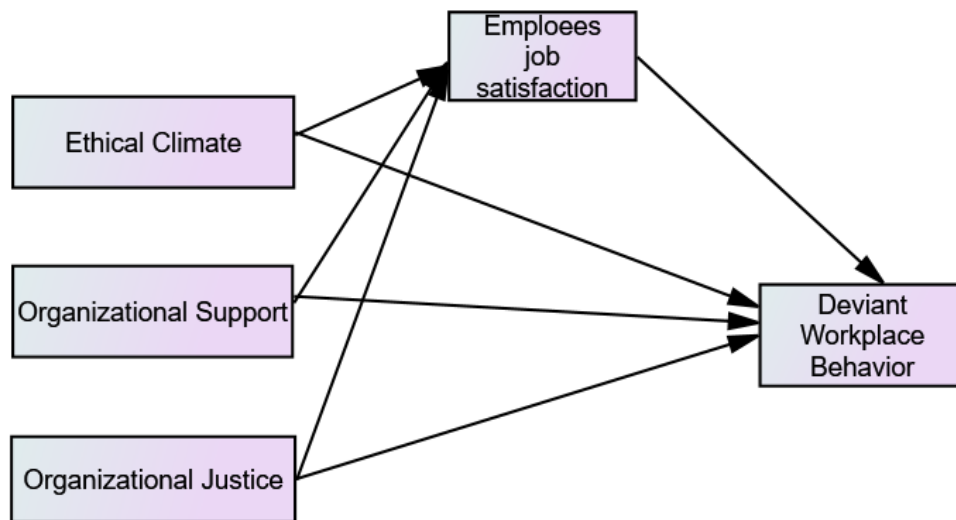 Emploees
job
satisfaction
Ethical Climate
Organizational Support
Deviant
Workplace
Behavior
Organizational Justice